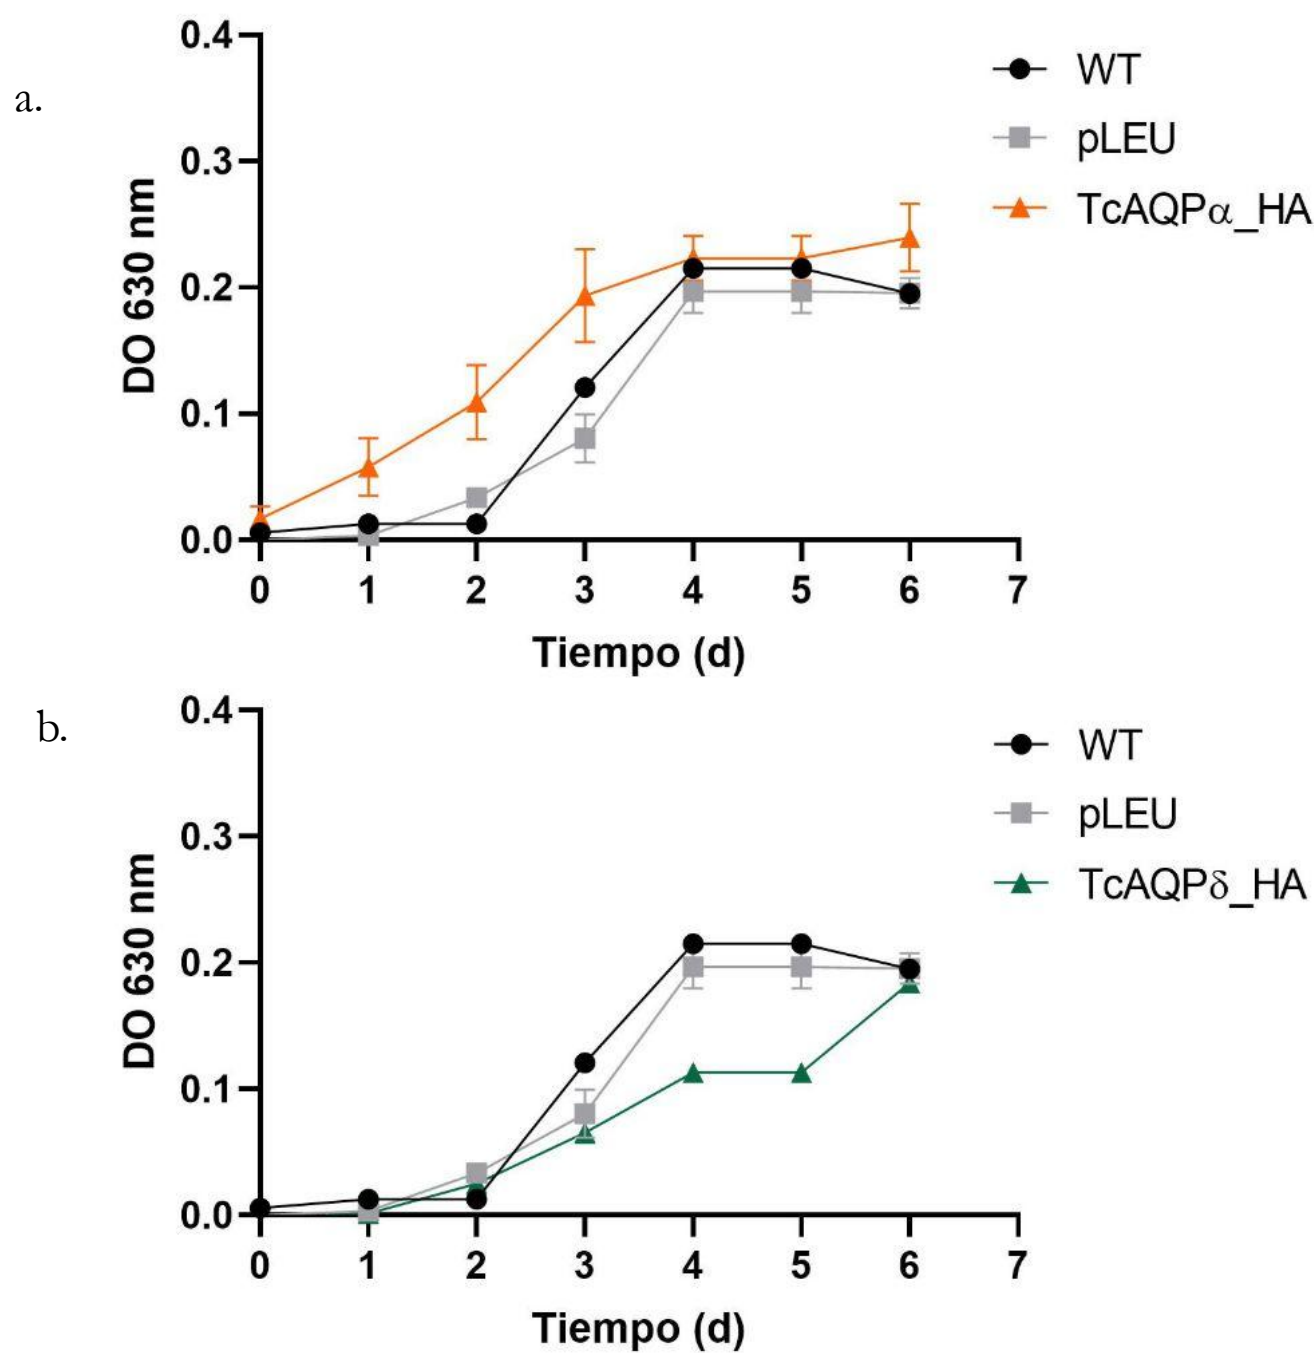 a.
0.4
0.3
0.2
0.1
0.0
DO 630 nm
0 1 2 3 4 5 6 7
Tiempo (d)
WT
pLEU
TcAQPα_HA
b.
0.4
0.3
0.2
0.1
0.0
DO 630 nm
0 1 2 3 4 5 6 7
Tiempo (d)
WT
pLEU
TcAQPδ_HA